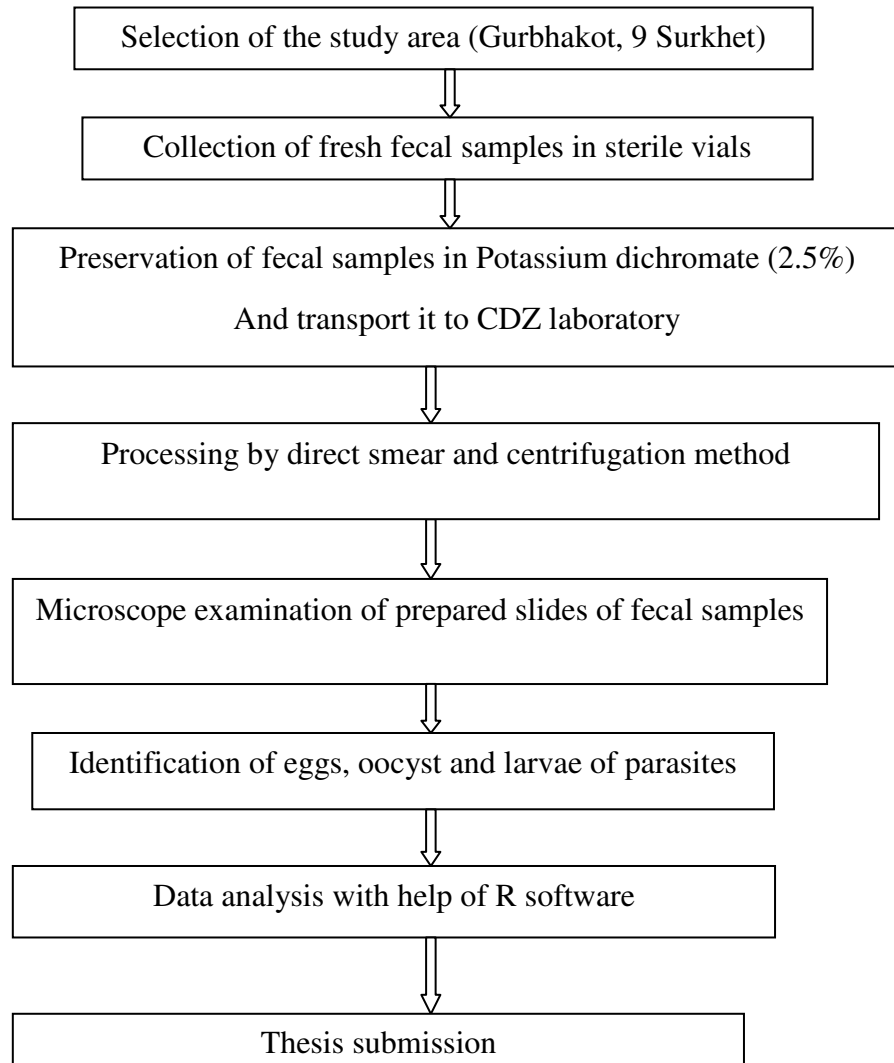 Selection of the study area (Gurbhakot, 9 Surkhet)
Collection of fresh fecal samples in sterile vials
Preservation of fecal samples in Potassium dichromate (2.5%)
And transport it to CDZ laboratory
Processing by direct smear and centrifugation method
Microscope examination of prepared slides of fecal samples
Identification of eggs, oocyst and larvae of parasites
Data analysis with help of R software
Thesis submission